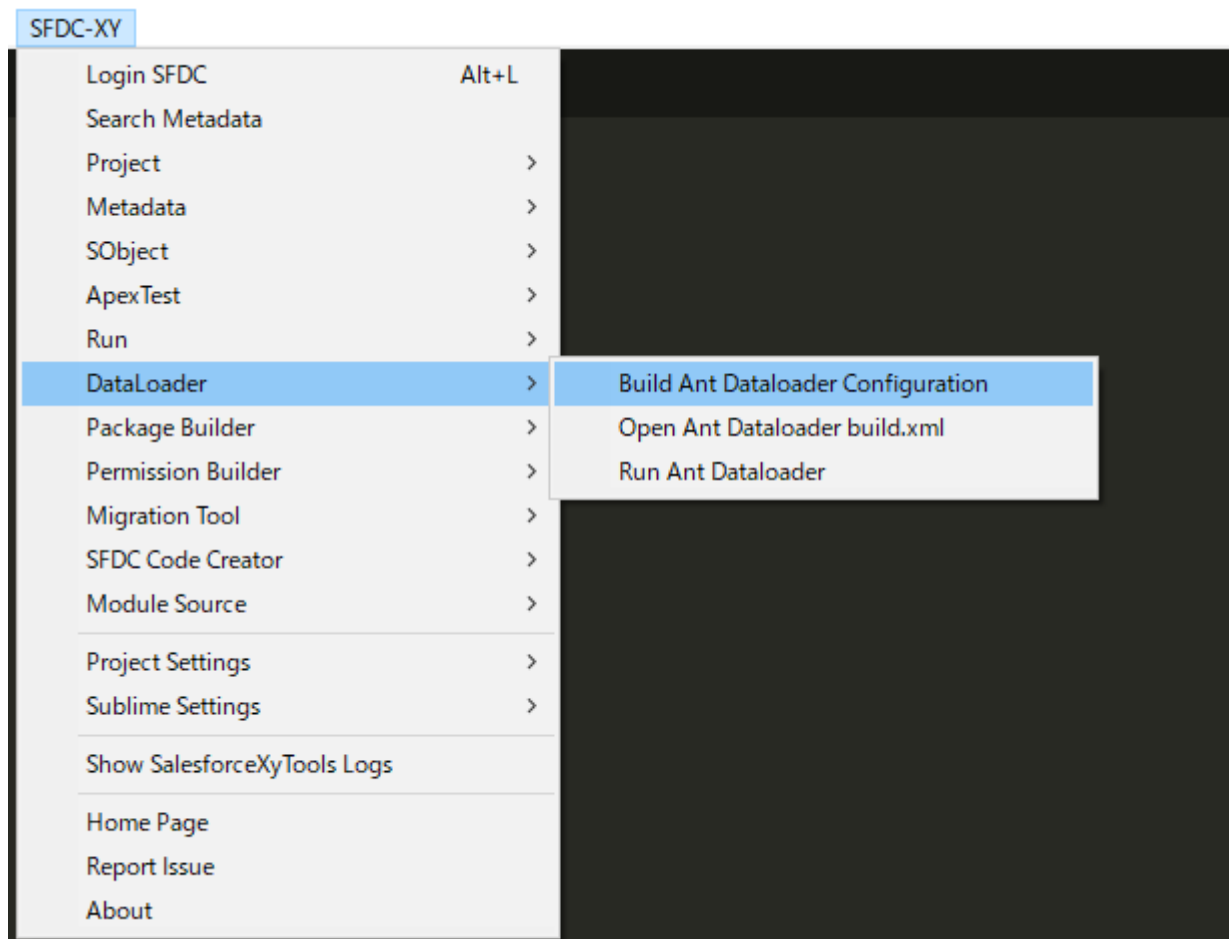 SFDC-XY
Login SFDC Alt+L
Search Metadata
Project
Metadata
SObject
ApexTest
Run
DataLoader
Build Ant Dataloader Configuration
Open Ant Dataloader build.xml
Run Ant Dataloader
Package Builder
Permission Builder
Migration Tool
SFDC Code Creator
Module Source
Project Settings
Sublime Settings
Show SalesforceXyTools Logs
Home Page
Report Issue
About